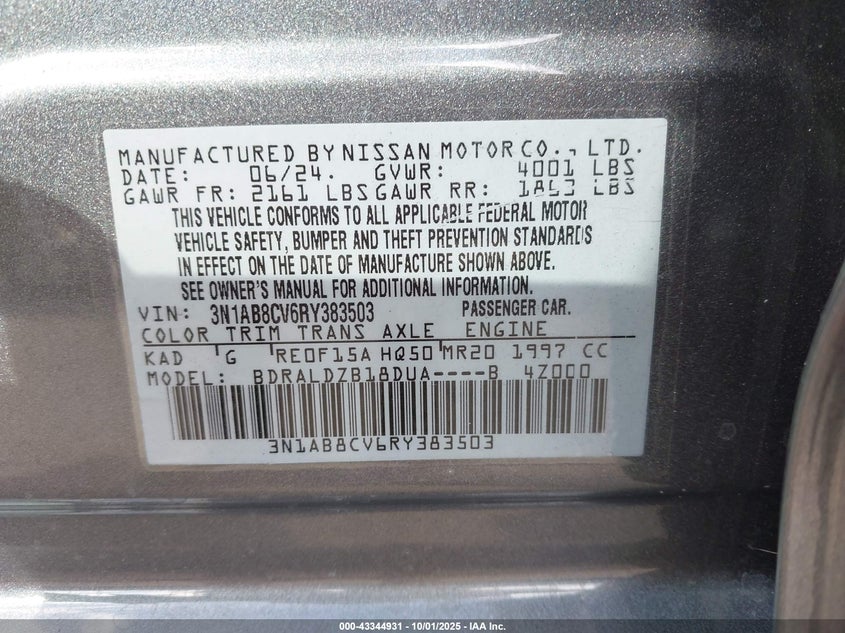 MANUFACTURED BY NISSAN MOTOR CO., LTD.
DATE: 06/24. GVWR: 4001 LBS
GAWR FR: 2161 LBS GAWR RR: 1863 LBS
THIS VEHICLE CONFORMS TO ALL APPLICABLE FEDERAL MOTOR
VEHICLE SAFETY, BUMPER AND THEFT PREVENTION STANDARDS
IN EFFECT ON THE DATE OF MANUFACTURE SHOWN ABOVE.
SEE OWNER'S MANUAL FOR ADDITIONAL INFORMATION.
VIN: 3N1AB8CV6RY383503 PASSENGER CAR.
COLOR TRIM TRANS AXLE ENGINE
KAD G RE0F15A HQ50 MR20 1997 CC
MODEL: BDRALDZB18DUA----B 4Z000
3N1AB8CV6RY383503
000-43344931 - 10/01/2025 - IAA Inc.